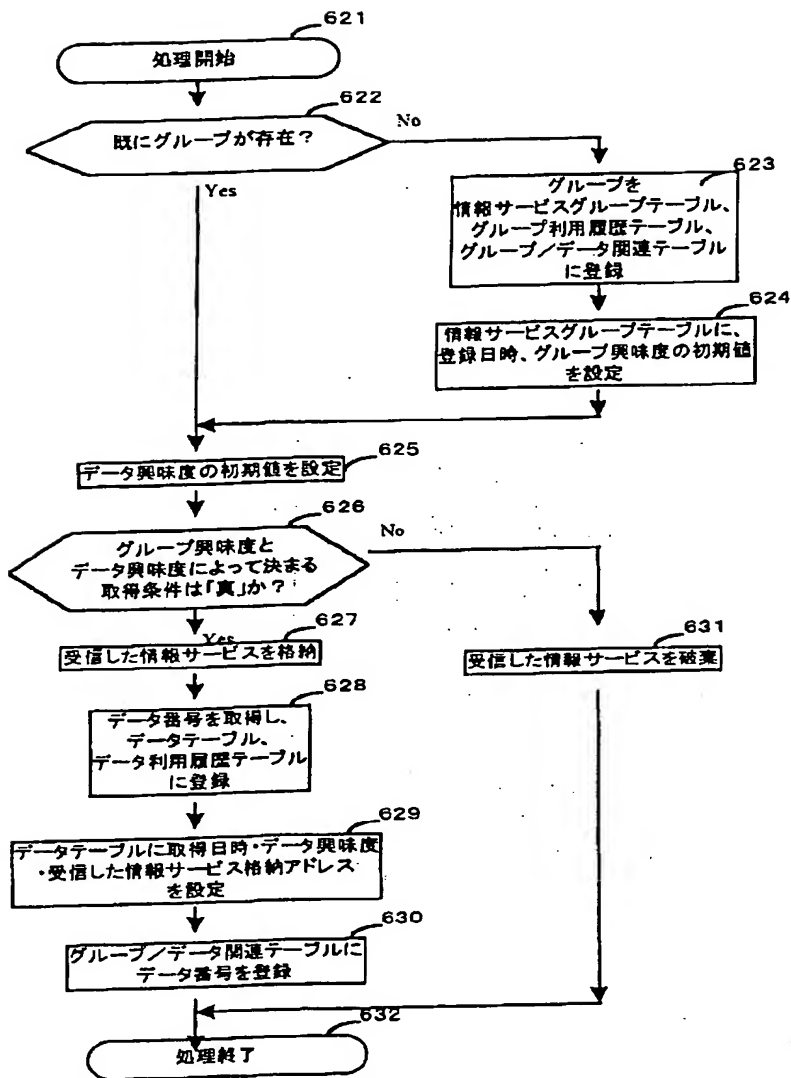 621
処理開始
622
既にグループが存在?
No
Yes
623
グループを
情報サービスグループテーブル、
グループ利用履歴テーブル、
グループ/データ関連テーブル
に登録
624
情報サービスグループテーブルに、
登録日時、グループ興味度の初期値
を設定
625
データ興味度の初期値を設定
626
グループ興味度と
データ興味度によって決まる
取得条件は「真」か?
No
Yes
627
受信した情報サービスを格納
631
受信した情報サービスを破棄
628
データ番号を取得し、
データテーブル、
データ利用履歴テーブル
に登録
629
データテーブルに取得日時・データ興味度
・受信した情報サービス格納アドレス
を設定
630
グループ/データ関連テーブルに
データ番号を登録
632
処理終了